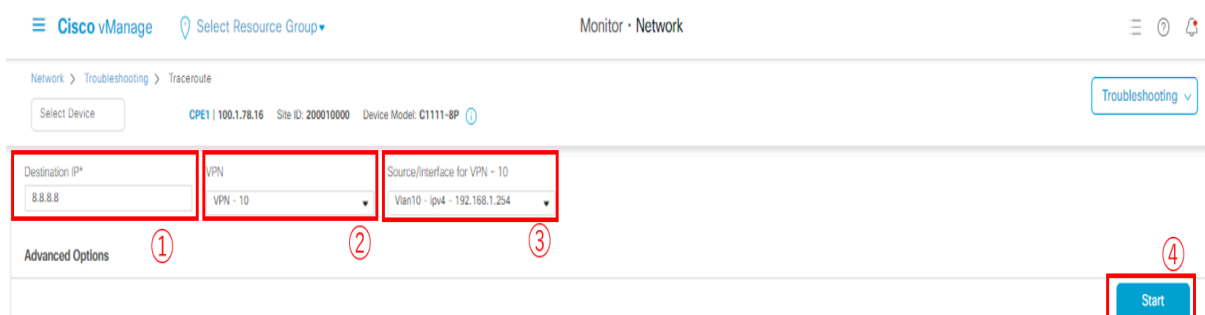 Cisco vManage Select Resource Group Monitor · Network
Network > Troubleshooting > Traceroute
Select Device CPE1 | 100.1.78.16 Site ID: 200010000 Device Model: C1111-8P Troubleshooting
Destination IP* VPN Source/Interface for VPN - 10
8.8.8.8 VPN - 10 Vlan10 - ipv4 - 192.168.1.254
① ② ③
Advanced Options
④
Start